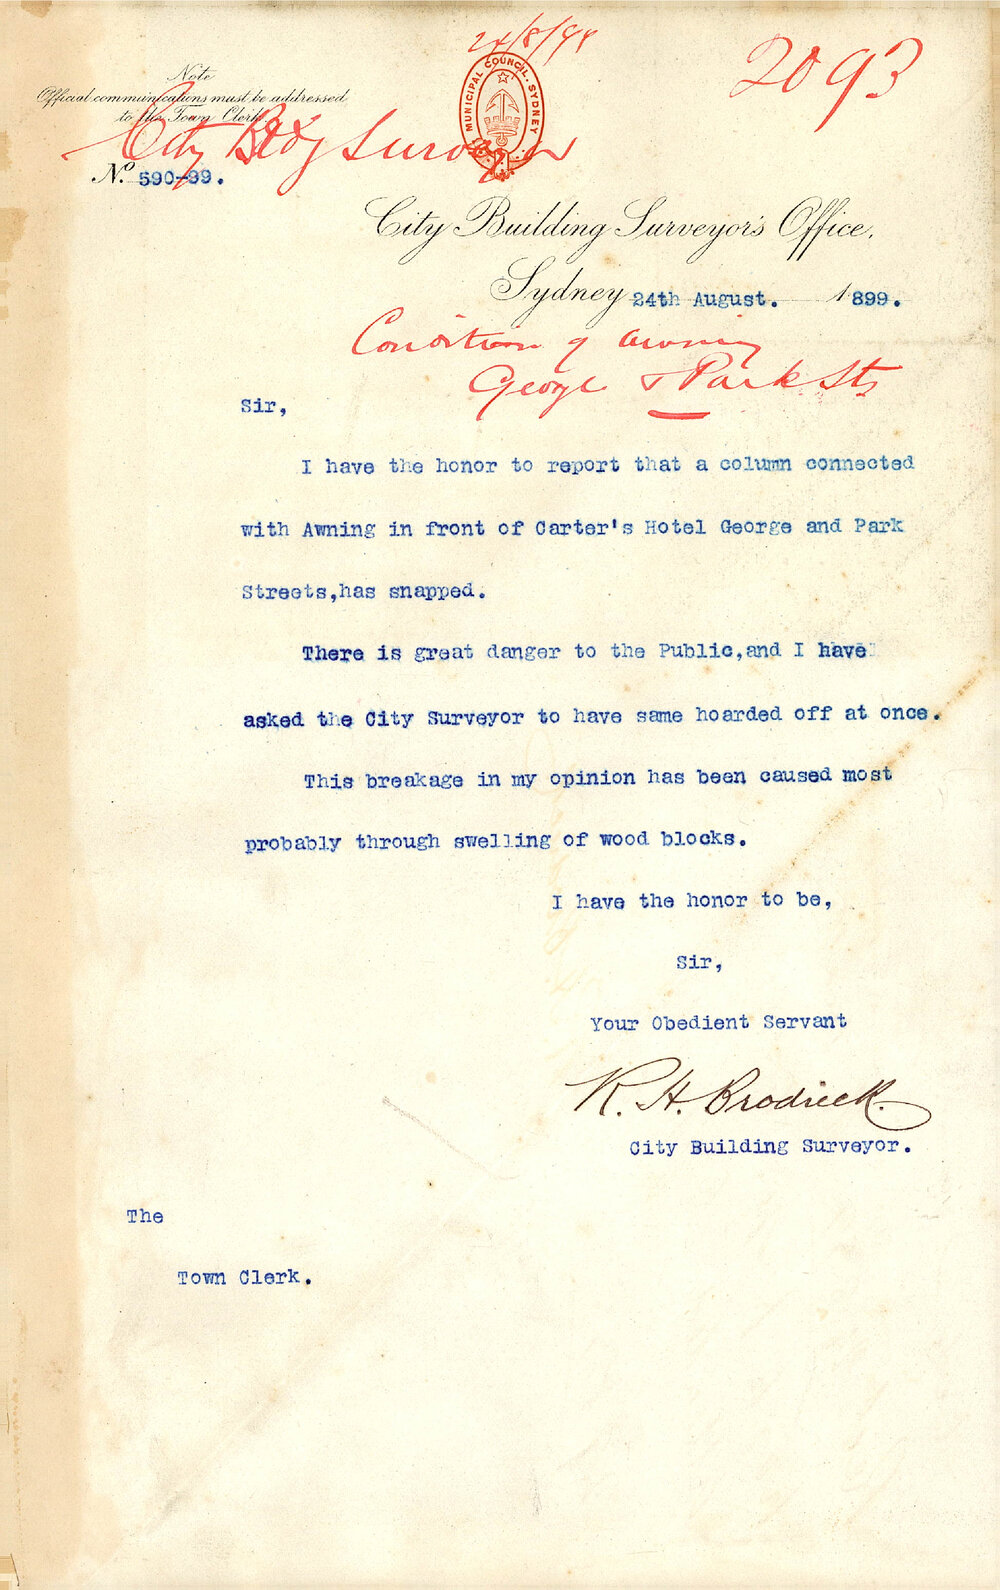 24/8/99
2093
MUNICIPAL COUNCIL. SYDNEY
Note
Official communications must be addressed
to the Town Clerk
City Bldg Surveyor
No. 590-99.
City Building Surveyor's Office,
Sydney 24th August. 1899.
Condition of awning
George & Park Sts
Sir,
I have the honor to report that a column connected
with Awning in front of Carter's Hotel George and Park
Streets,has snapped.
There is great danger to the Public,and I have
asked the City Surveyor to have same hoarded off at once.
This breakage in my opinion has been caused most
probably through swelling of wood blocks.
I have the honor to be,
Sir,
Your Obedient Servant
R. H. Brodrick.
City Building Surveyor.
The
Town Clerk.